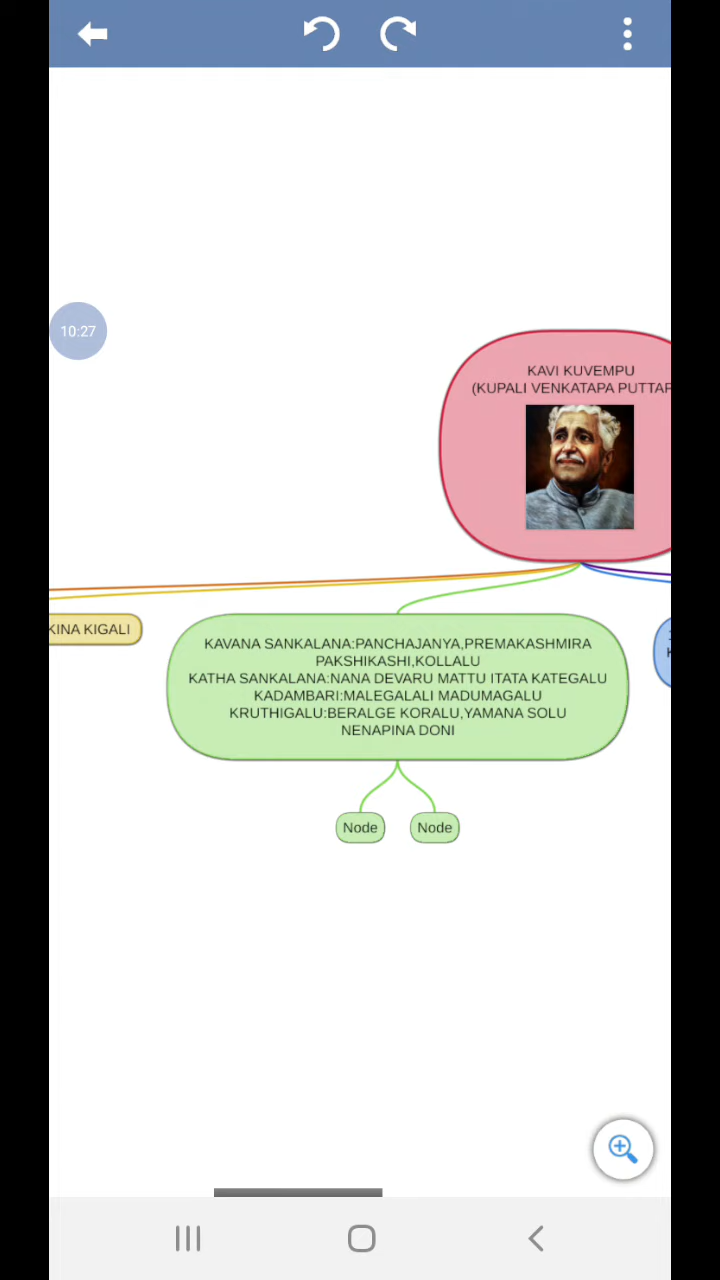 10:27
KAVI KUVEMPU
(KUPALI VENKATAPA PUTTAP
KINA KIGALI
KAVANA SANKALANA:PANCHAJANYA,PREMAKASHMIRA
PAKSHIKASHI,KOLLALU
KATHA SANKALANA:NANA DEVARU MATTU ITATA KATEGALU
KADAMBARI:MALEGALALI MADUMAGALU
KRUTHIGALU:BERALGE KORALU,YAMANA SOLU
NENAPINA DONI
Node
Node